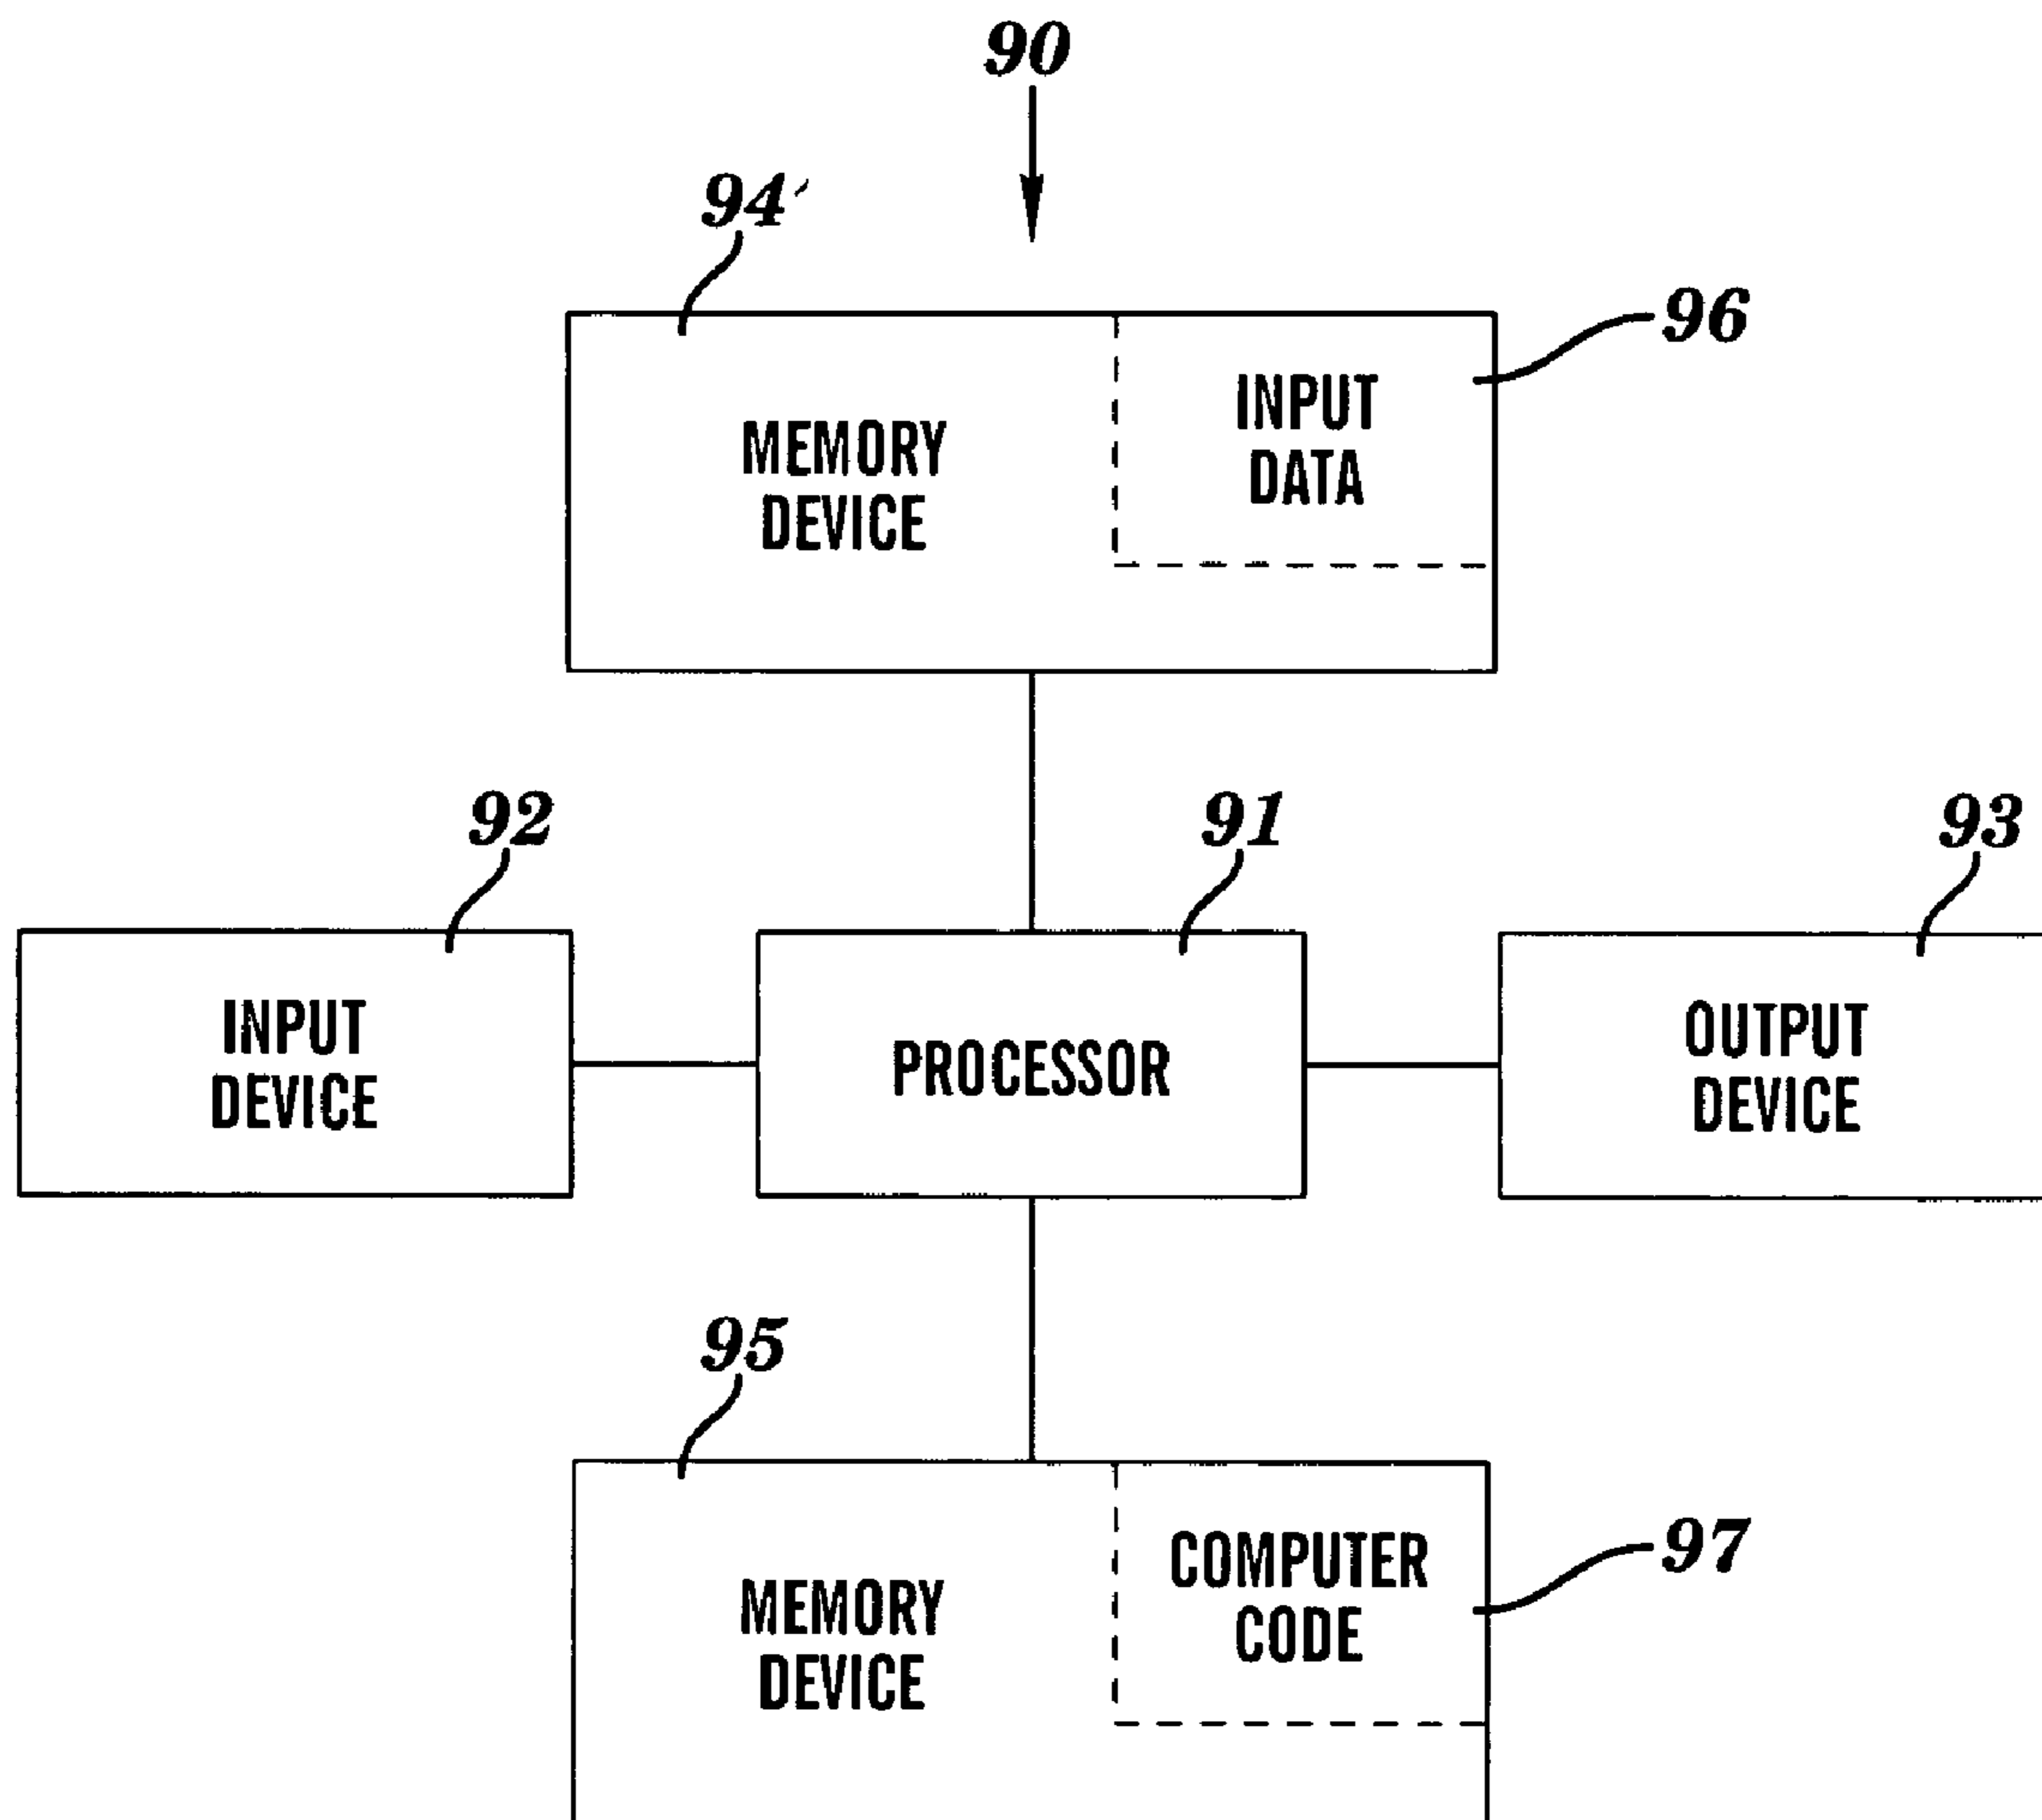 90
94'
96
MEMORY
DEVICE
INPUT
DATA
92
91
93
INPUT
DEVICE
PROCESSOR
OUTPUT
DEVICE
95
97
MEMORY
DEVICE
COMPUTER
CODE